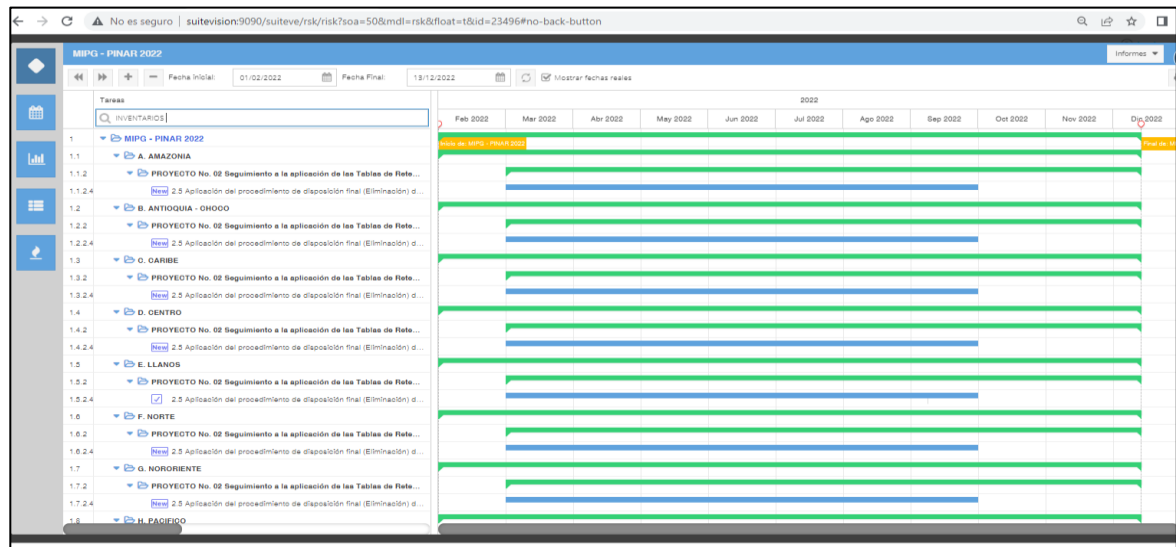 No es seguro | suitevision:9090/suiteve/rsk/risk?soa=50&mdl=rsk&float=t&id=23496#no-back-button
MIPG - PINAR 2022 Informes
Fecha Inicial: 01/02/2022 Fecha Final: 13/12/2022 Mostrar fechas reales
Tareas 2022
INVENTARIOS Feb 2022 Mar 2022 Abr 2022 May 2022 Jun 2022 Jul 2022 Ago 2022 Sep 2022 Oct 2022 Nov 2022 Dic 2022
1 MIPG - PINAR 2022 Inicio de: MIPG - PINAR 2022 Final de: M
1.1 A. AMAZONIA
1.1.2 PROYECTO No. 02 Seguimiento a la aplicación de las Tablas de Rete...
1.1.2.4 New 2.5 Aplicación del procedimiento de disposición final (Eliminación) d...
1.2 B. ANTIOQUIA - CHOCO
1.2.2 PROYECTO No. 02 Seguimiento a la aplicación de las Tablas de Rete...
1.2.2.4 New 2.5 Aplicación del procedimiento de disposición final (Eliminación) d...
1.3 C. CARIBE
1.3.2 PROYECTO No. 02 Seguimiento a la aplicación de las Tablas de Rete...
1.3.2.4 New 2.5 Aplicación del procedimiento de disposición final (Eliminación) d...
1.4 D. CENTRO
1.4.2 PROYECTO No. 02 Seguimiento a la aplicación de las Tablas de Rete...
1.4.2.4 New 2.5 Aplicación del procedimiento de disposición final (Eliminación) d...
1.5 E. LLANOS
1.5.2 PROYECTO No. 02 Seguimiento a la aplicación de las Tablas de Rete...
1.5.2.4 2.5 Aplicación del procedimiento de disposición final (Eliminación) d...
1.6 F. NORTE
1.6.2 PROYECTO No. 02 Seguimiento a la aplicación de las Tablas de Rete...
1.6.2.4 New 2.5 Aplicación del procedimiento de disposición final (Eliminación) d...
1.7 G. NORORIENTE
1.7.2 PROYECTO No. 02 Seguimiento a la aplicación de las Tablas de Rete...
1.7.2.4 New 2.5 Aplicación del procedimiento de disposición final (Eliminación) d...
1.8 H. PACIFICO